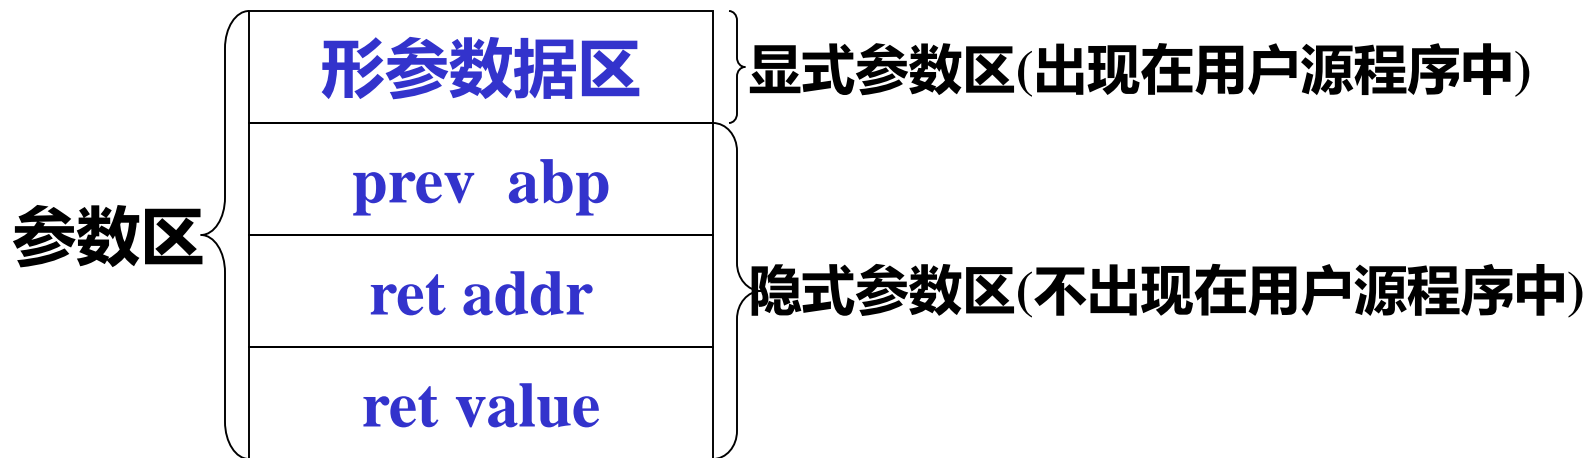 形参数据区
显式参数区(出现在用户源程序中)
prev abp
参数区
ret addr
隐式参数区(不出现在用户源程序中)
ret value